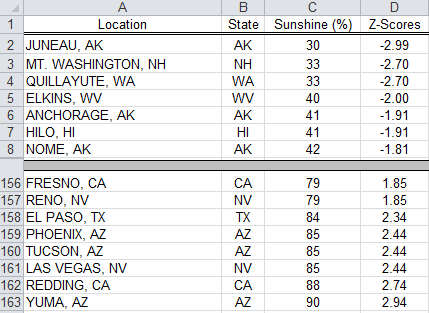 A B C D
1 Location State Sunshine (%) Z-Scores
2 JUNEAU, AK AK 30 -2.99
3 MT. WASHINGTON, NH NH 33 -2.70
4 QUILLAYUTE, WA WA 33 -2.70
5 ELKINS, WV WV 40 -2.00
6 ANCHORAGE, AK AK 41 -1.91
7 HILO, HI HI 41 -1.91
8 NOME, AK AK 42 -1.81
156 FRESNO, CA CA 79 1.85
157 RENO, NV NV 79 1.85
158 EL PASO, TX TX 84 2.34
159 PHOENIX, AZ AZ 85 2.44
160 TUCSON, AZ AZ 85 2.44
161 LAS VEGAS, NV NV 85 2.44
162 REDDING, CA CA 88 2.74
163 YUMA, AZ AZ 90 2.94